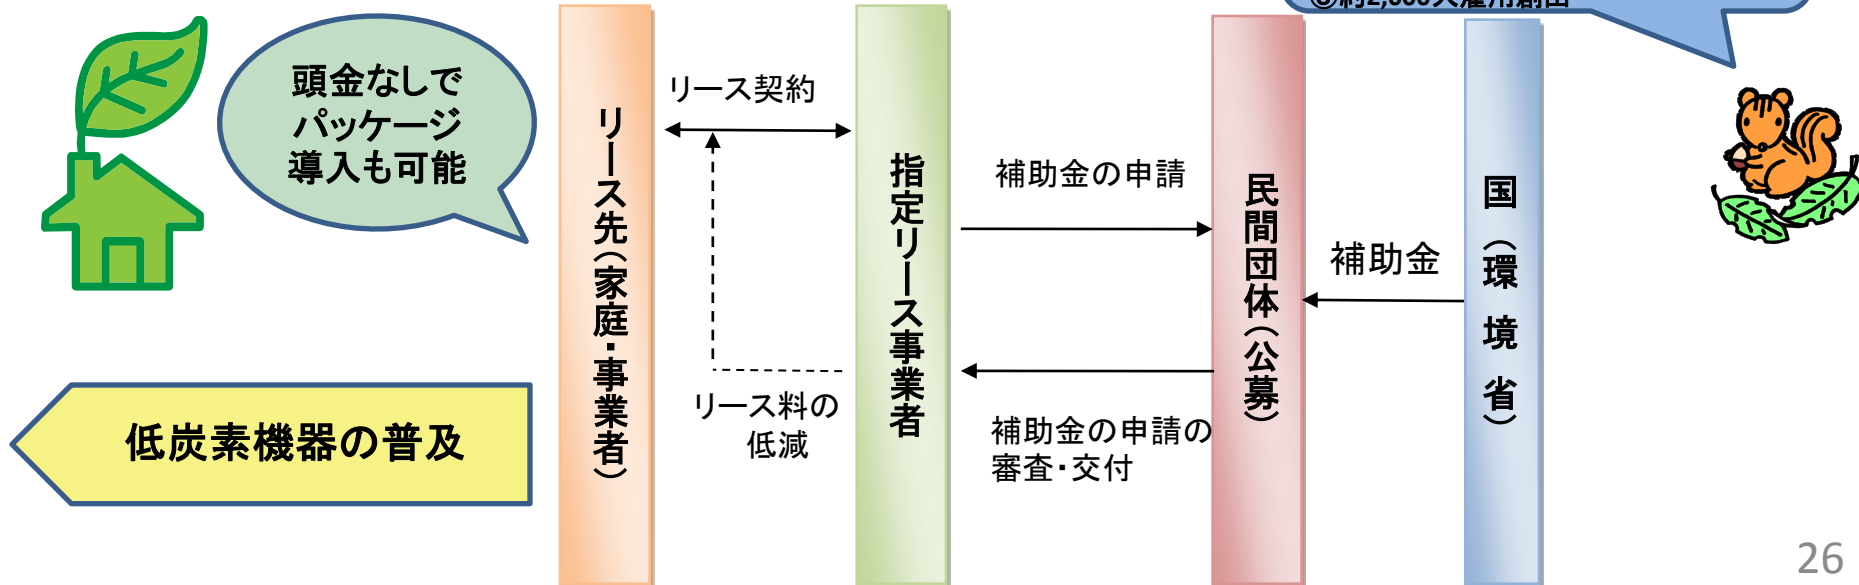 頭金なしで
パッケージ
導入も可能
低炭素機器の普及
リース先（家庭・事業者）
リース契約
リース料の
低減
指定リース事業者
補助金の申請
補助金の申請の
審査・交付
民間団体（公募）
補助金
国（環境省）
26